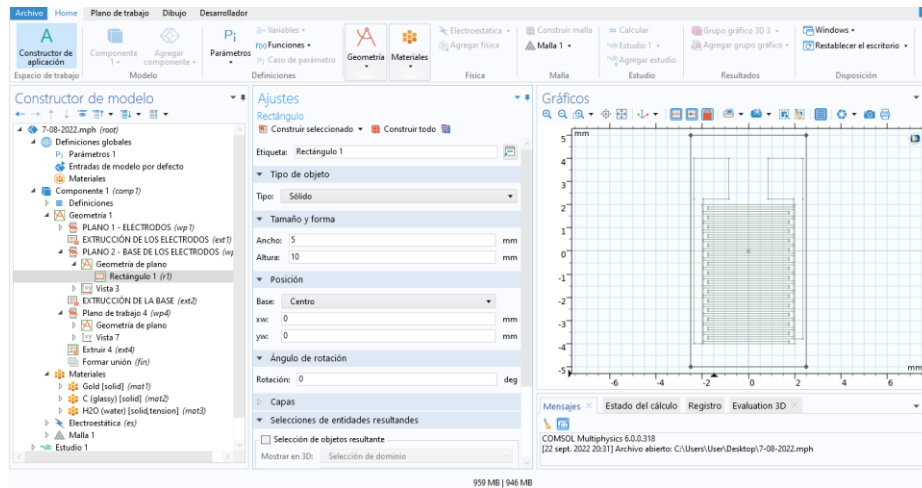 Archivo Home Plano de trabajo Dibujo Desarrollador
A Constructor de aplicación
Espacio de trabajo
Componente 1
Agregar componente
Modelo
Pi Parámetros
a= Variables
f(x) Funciones
Pi Caso de parámetro
Definiciones
Geometría
Materiales
Electroestática
Agregar física
Física
Construir malla
Malla 1
Malla
= Calcular
Estudio 1
Agregar estudio
Estudio
Grupo gráfico 3D 3
Agregar grupo gráfico
Resultados
Windows
Restablecer el escritorio
Disposición
Constructor de modelo
7-08-2022.mph (root)
Definiciones globales
Pi Parámetros 1
Entradas de modelo por defecto
Materiales
Componente 1 (comp1)
Definiciones
Geometría 1
PLANO 1 - ELECTRODOS (wp1)
EXTRUCCIÓN DE LOS ELECTRODOS (ext1)
PLANO 2 - BASE DE LOS ELECTRODOS (wp
Geometría de plano
Rectángulo 1 (r1)
Vista 3
EXTRUCCIÓN DE LA BASE (ext2)
Plano de trabajo 4 (wp4)
Geometría de plano
Vista 7
Extruir 4 (ext4)
Formar unión (fin)
Materiales
Gold [solid] (mat1)
C (glassy) [solid] (mat2)
H2O (water) [solid,tension] (mat3)
Electroestática (es)
Malla 1
Estudio 1
Ajustes
Rectángulo
Construir seleccionado Construir todo
Etiqueta: Rectángulo 1
Tipo de objeto
Tipo: Sólido
Tamaño y forma
Ancho: 5 mm
Altura: 10 mm
Posición
Base: Centro
xw: 0 mm
yw: 0 mm
Ángulo de rotación
Rotación: 0 deg
Capas
Selecciones de entidades resultandes
Selección de objetos resultante
Mostrar en 3D: Selección de dominio
Gráficos
mm
5
4
3
2
1
0
-1
-2
-3
-4
-5
mm
-6 -4 -2 0 2 4 6
Mensajes Estado del cálculo Registro Evaluation 3D
COMSOL Multiphysics 6.0.0.318
[22 sept. 2022 20:31] Archivo abierto: C:\Users\User\Desktop\7-08-2022.mph
959 MB | 946 MB